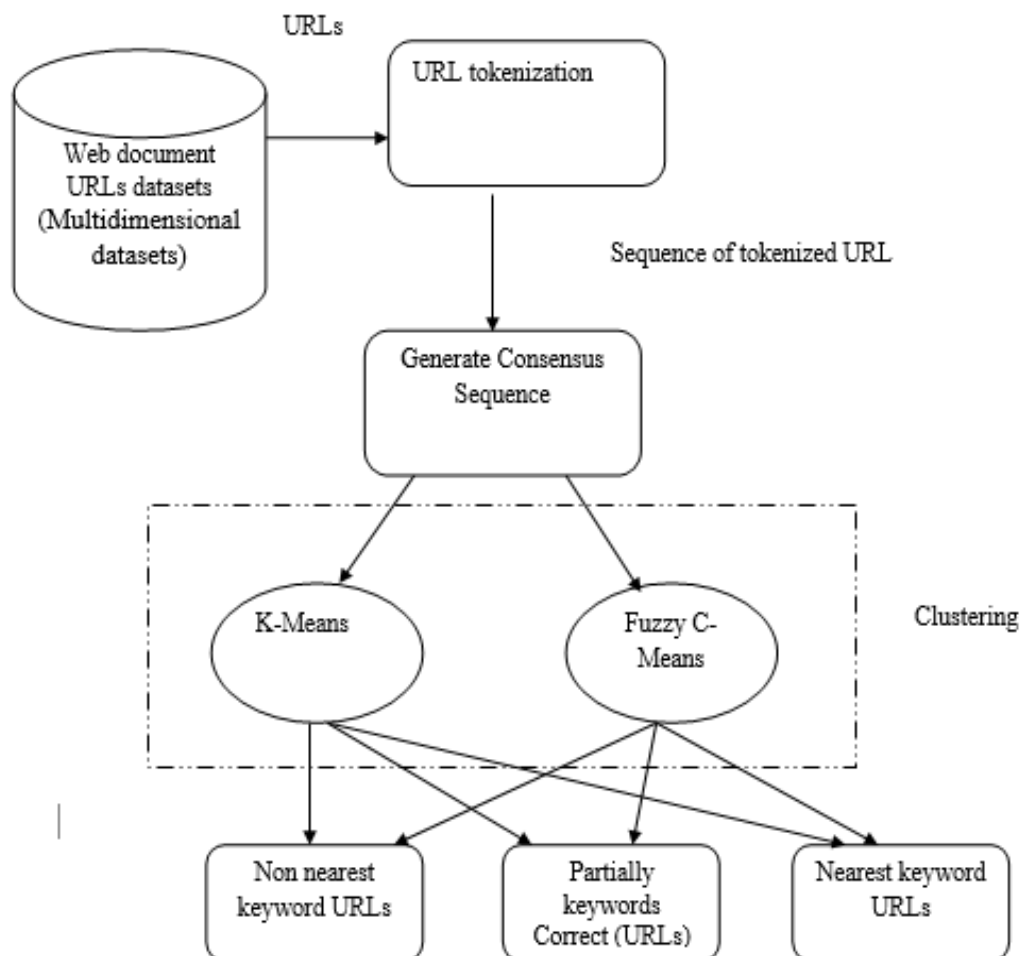 URLs
URL tokenization
Web document
URLs datasets
(Multidimensional
datasets)
Sequence of tokenized URL
Generate Consensus
Sequence
K-Means
Fuzzy C-
Means
Clustering
Non nearest
keyword URLs
Partially
keywords
Correct (URLs)
Nearest keyword
URLs